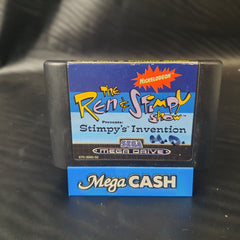 NICKELODEON
THE
Ren & Stimpy
Show
Presents:
Stimpy's Invention
SEGA
MEGA DRIVE
Mega CASH